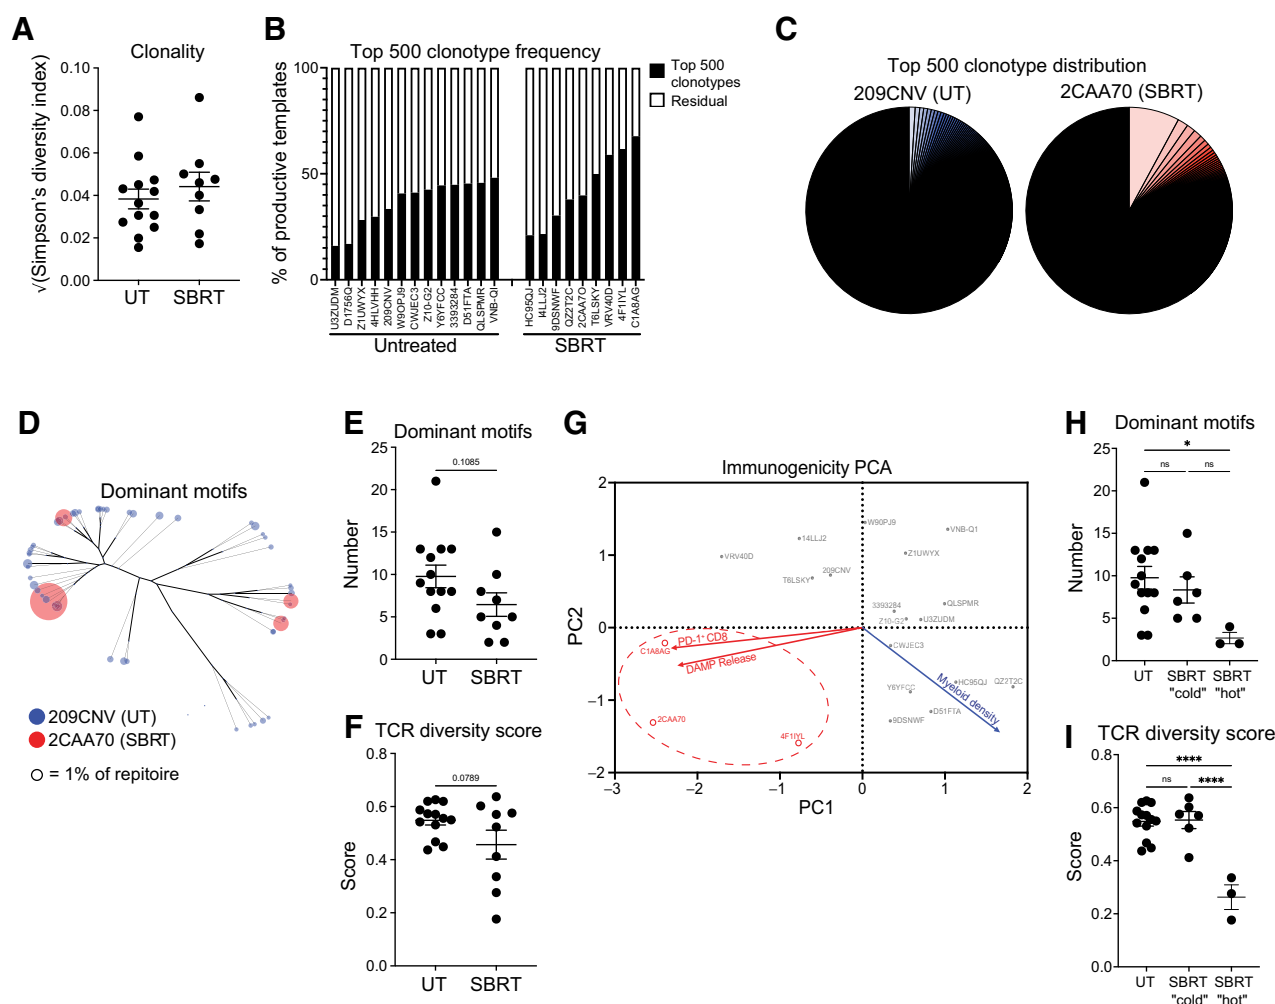 A
Clonality
√(Simpson's diversity index)
0.10
0.08
0.06
0.04
0.02
0.00
UT
SBRT
B
Top 500 clonotype frequency
% of productive templates
100
50
0
Top 500
clonotypes
Residual
U3ZUDM
D1756Q
Z1UWYX
4HLVHH
209CNV
W9OPJ9
CWJEC3
Z10-G2
Y6YFCC
3393284
D51FTA
QLSPMR
VNB-QI
HC95QJ
I4LLJ2
9DSNWF
QZ2T2C
2CAA7O
T6LSKY
VRV40D
4F1IYL
C1A8AG
Untreated
SBRT
C
Top 500 clonotype distribution
209CNV (UT)
2CAA70 (SBRT)
D
Dominant motifs
209CNV (UT)
2CAA70 (SBRT)
= 1% of repitoire
E
Dominant motifs
Number
25
20
15
10
5
0
0.1085
UT
SBRT
F
TCR diversity score
Score
0.8
0.6
0.4
0.2
0.0
0.0789
UT
SBRT
G
Immunogenicity PCA
PC2
2
1
0
−1
−2
W90PJ9
VNB-Q1
14LLJ2
VRV40D
Z1UWYX
T6LSKY
209CNV
3393284
QLSPMR
Z10-G2
U3ZUDM
PD-1+ CD8
C1A8AG
DAMP Release
CWJEC3
Myeloid density
Y6YFCC
HC95QJ
QZ2T2C
D51FTA
9DSNWF
2CAA70
4F1IYL
−3
−2
−1
0
1
2
PC1
H
Dominant motifs
Number
25
20
15
10
5
0
*
ns
ns
UT
SBRT
"cold"
SBRT
"hot"
I
TCR diversity score
Score
0.8
0.6
0.4
0.2
0.0
****
ns
****
UT
SBRT
"cold"
SBRT
"hot"